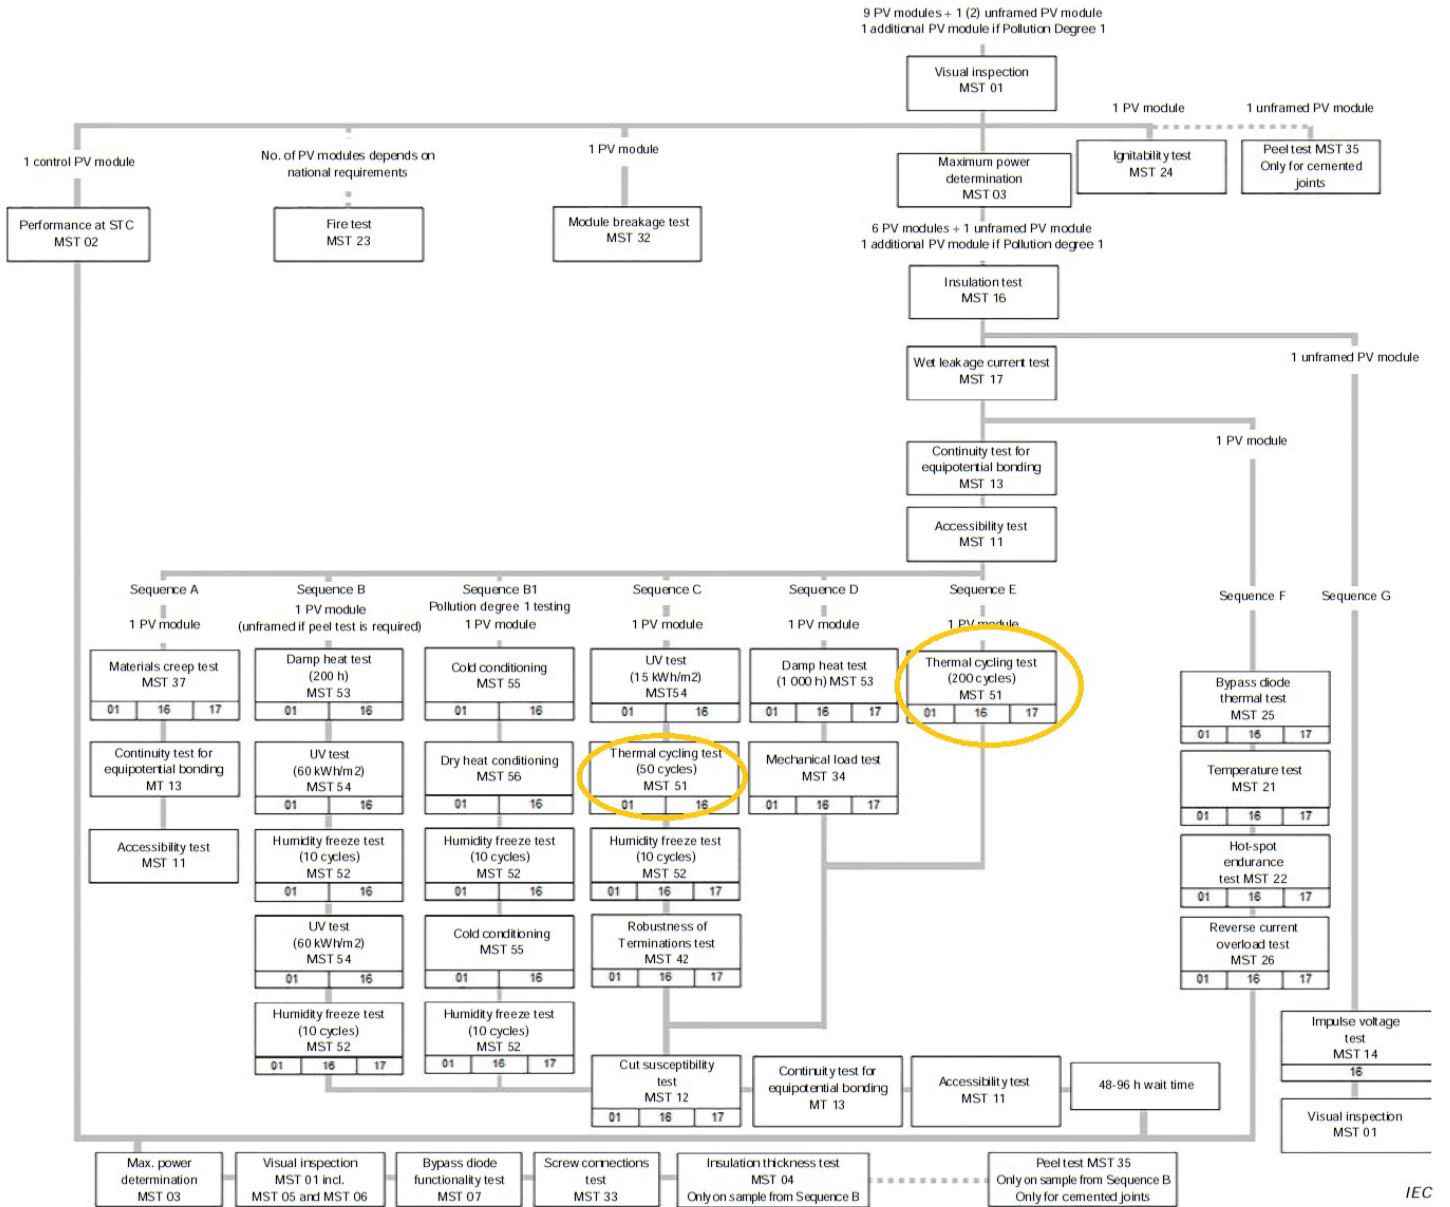 9 PV modules + 1 (2) unframed PV module
1 additional PV module if Pollution Degree 1
Visual inspection
MST 01
1 PV module
1 unframed PV module
1 control PV module
No. of PV modules depends on
national requirements
1 PV module
Maximum power
determination
MST 03
Ignitability test
MST 24
Peel test MST 35
Only for cemented
joints
Performance at STC
MST 02
Fire test
MST 23
Module breakage test
MST 32
6 PV modules + 1 unframed PV module
1 additional PV module if Pollution degree 1
Insulation test
MST 16
Wet leakage current test
MST 17
1 unframed PV module
1 PV module
Continuity test for
equipotential bonding
MST 13
Accessibility test
MST 11
Sequence A
1 PV module
Materials creep test
MST 37
01 16 17
Continuity test for
equipotential bonding
MT 13
Accessibility test
MST 11
Sequence B
1 PV module
(unframed if peel test is required)
Damp heat test
(200 h)
MST 53
01 16
UV test
(60 kWh/m2)
MST 54
01 16
Humidity freeze test
(10 cycles)
MST 52
01 16
UV test
(60 kWh/m2)
MST 54
01 16
Humidity freeze test
(10 cycles)
MST 52
01 16 17
Sequence B1
Pollution degree 1 testing
1 PV module
Cold conditioning
MST 55
01 16
Dry heat conditioning
MST 56
01 16
Humidity freeze test
(10 cycles)
MST 52
01 16
Cold conditioning
MST 55
01 16
Humidity freeze test
(10 cycles)
MST 52
01 16 17
Sequence C
1 PV module
UV test
(15 kWh/m2)
MST54
01 16
Thermal cycling test
(50 cycles)
MST 51
01 16
Humidity freeze test
(10 cycles)
MST 52
01 16 17
Robustness of
Terminations test
MST 42
01 16 17
Cut susceptibility
test
MST 12
01 16 17
Sequence D
1 PV module
Damp heat test
(1 000 h) MST 53
01 16 17
Mechanical load test
MST 34
01 16 17
Sequence E
1 PV module
Thermal cycling test
(200 cycles)
MST 51
01 16 17
Sequence F
Bypass diode
thermal test
MST 25
01 16 17
Temperature test
MST 21
01 16 17
Hot-spot
endurance
test MST 22
01 16 17
Reverse current
overload test
MST 26
01 16 17
Sequence G
Impulse voltage
test
MST 14
16
Visual inspection
MST 01
Continuity test for
equipotential bonding
MT 13
Accessibility test
MST 11
48-96 h wait time
Max. power
determination
MST 03
Visual inspection
MST 01 incl.
MST 05 and MST 06
Bypass diode
functionality test
MST 07
Screw connections
test
MST 33
Insulation thickness test
MST 04
Only on sample from Sequence B
Peel test MST 35
Only on sample from Sequence B
Only for cemented joints
IEC